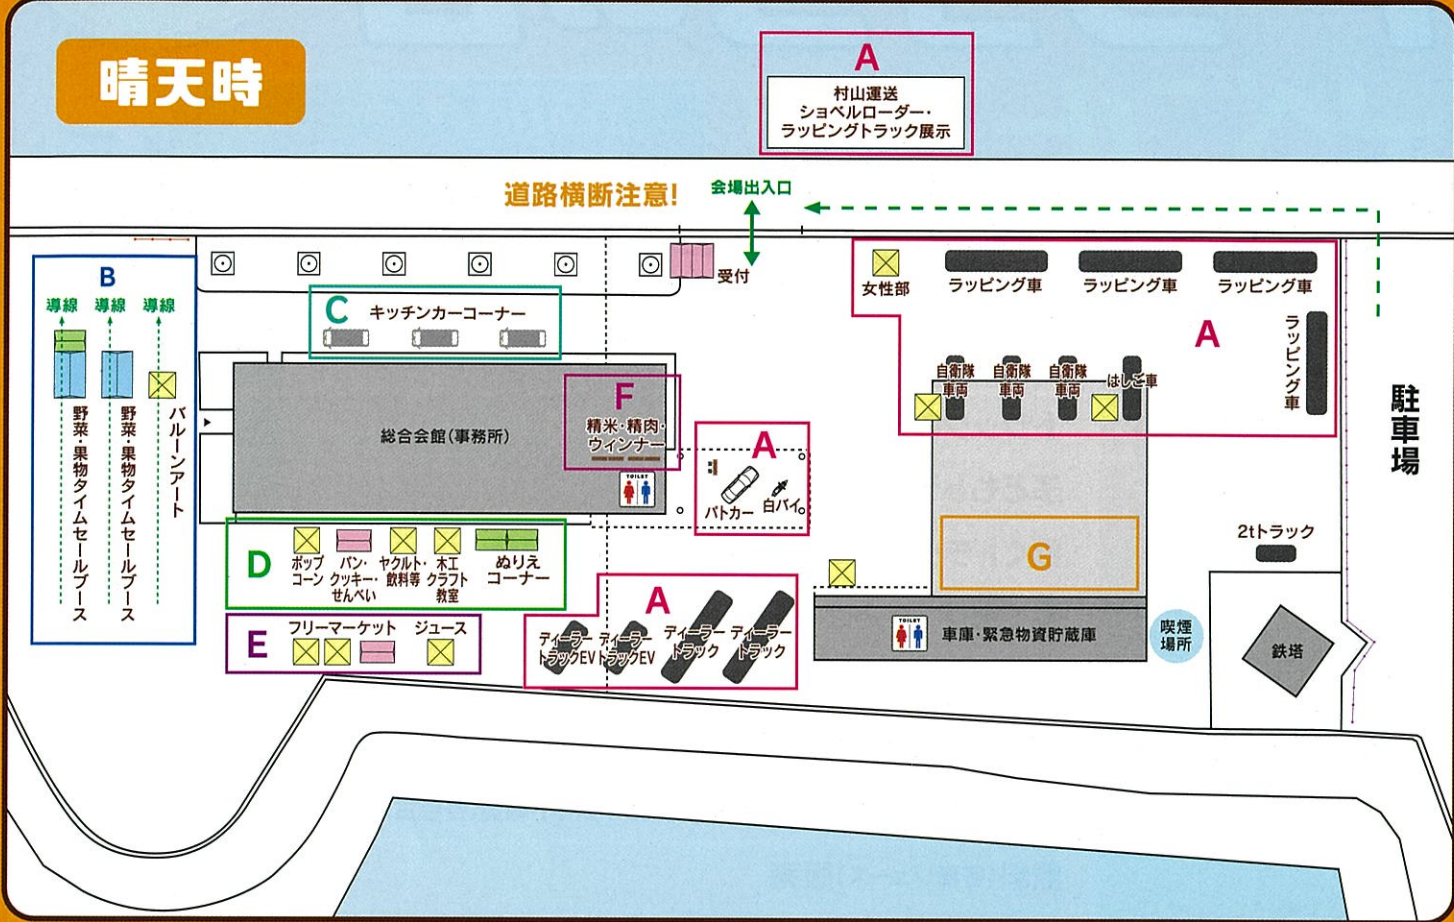 晴天時
A
村山運送
ショベルローダー・
ラッピングトラック展示
道路横断注意!
会場出入口
受付
B
導線
導線
導線
野菜・果物タイムセールブース
野菜・果物タイムセールブース
バルーンアート
C
キッチンカーコーナー
総合会館(事務所)
F
精米・精肉・
ウィンナー
TOILET
A
パトカー
白バイ
女性部
ラッピング車
ラッピング車
ラッピング車
ラッピング車
A
自衛隊
車両
自衛隊
車両
自衛隊
車両
はしご車
駐車場
D
ポップ
コーン
パン・
クッキー・
せんべい
ヤクルト・
飲料等
木工
クラフト
教室
ぬりえ
コーナー
E
フリーマーケット
ジュース
A
ディーラー
トラックEV
ディーラー
トラックEV
ディーラー
トラック
ディーラー
トラック
G
TOILET
車庫・緊急物資貯蔵庫
喫煙
場所
2tトラック
鉄塔